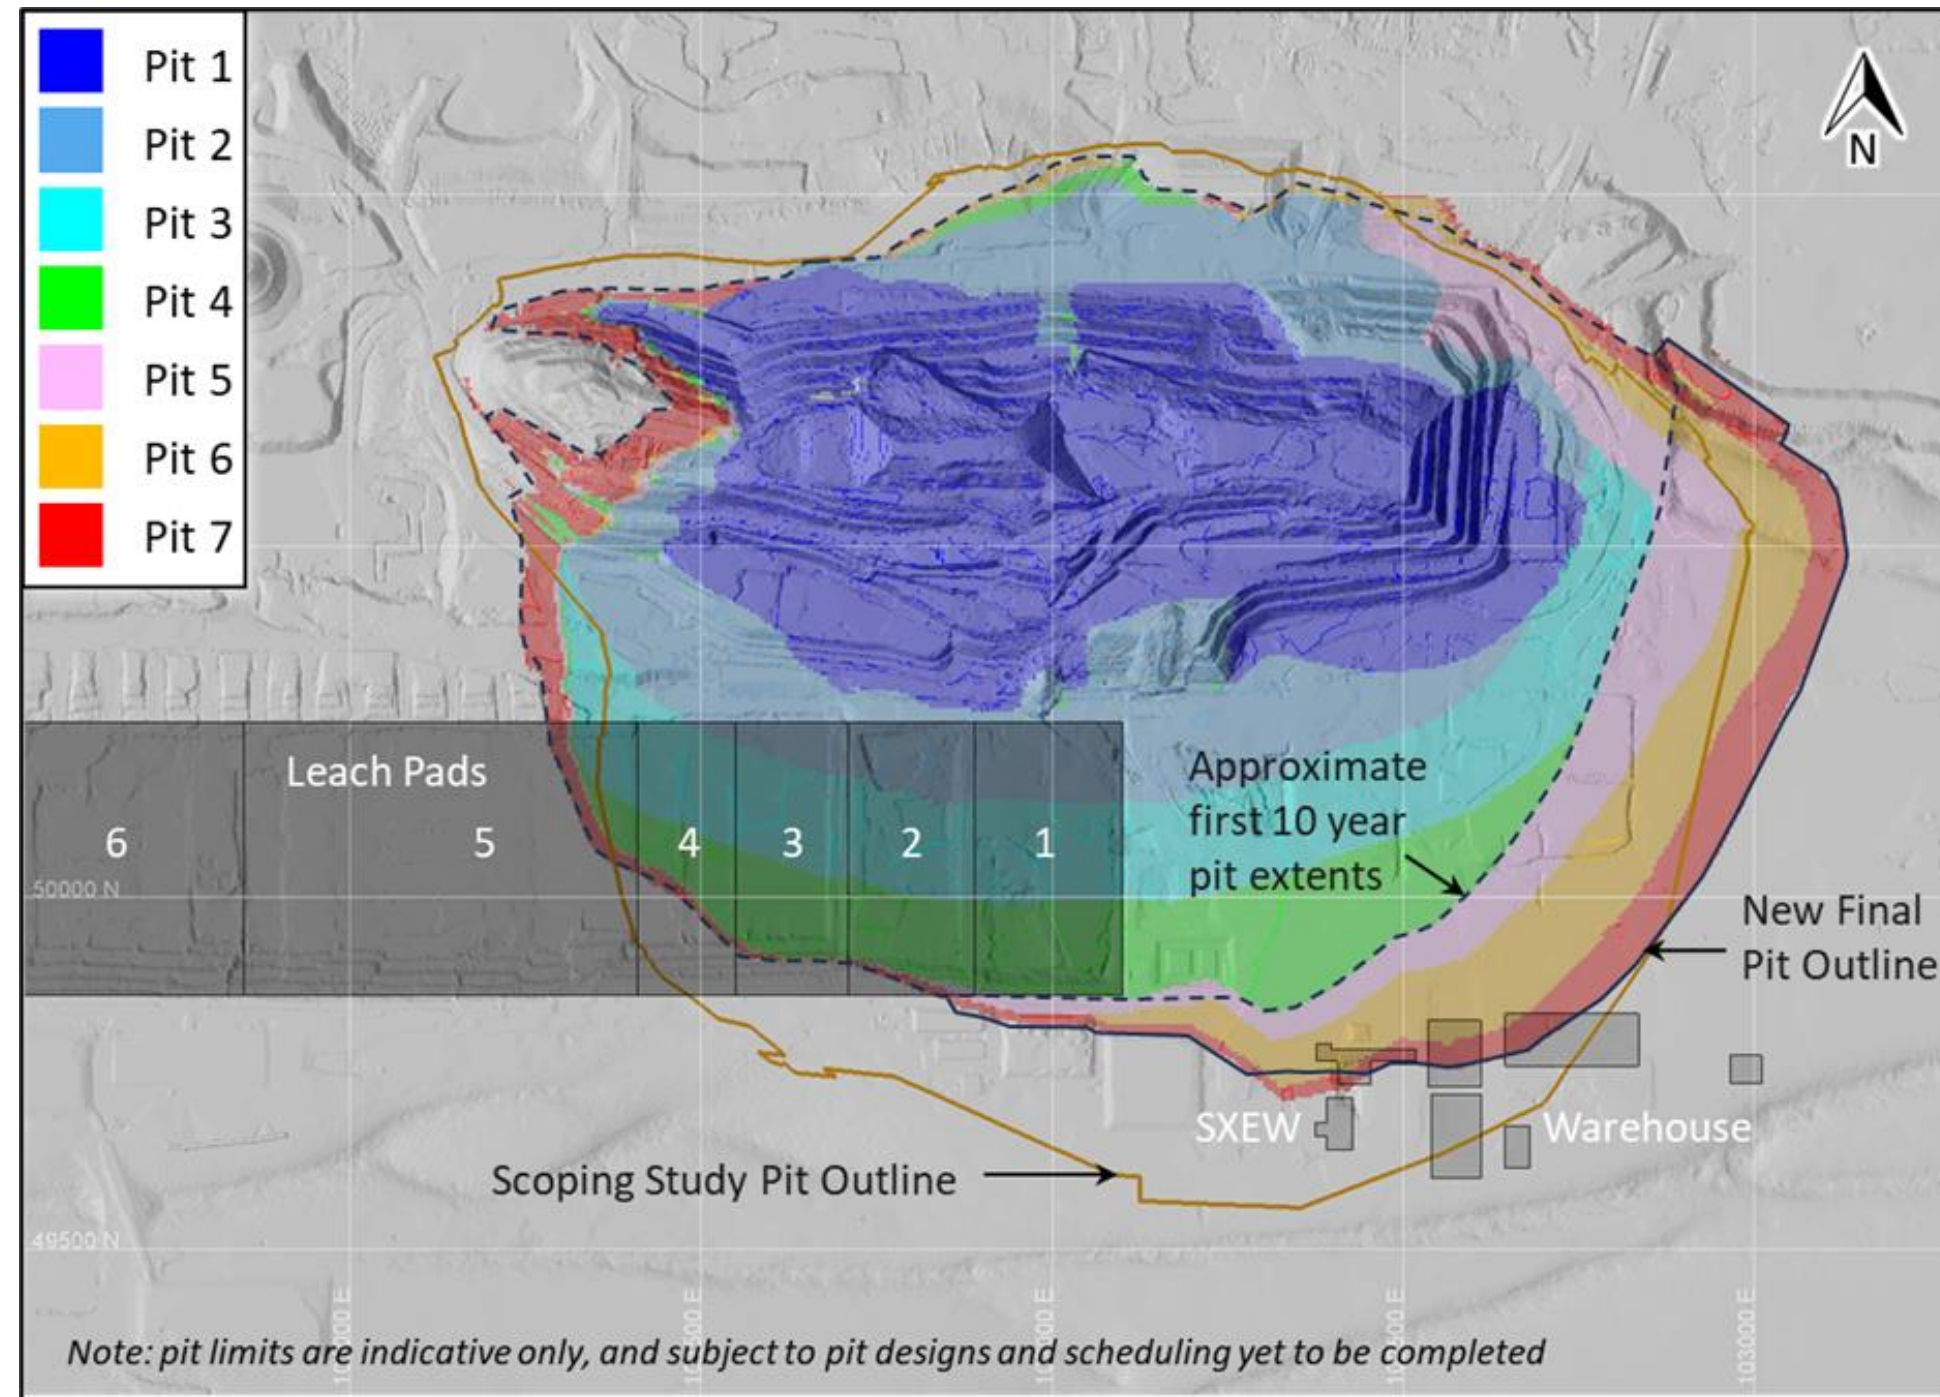 Pit 1
Pit 2
Pit 3
Pit 4
Pit 5
Pit 6
Pit 7
N
Leach Pads
6
5
4
3
2
1
Approximate
first 10 year
pit extents
50000 N
New Final
Pit Outline
SXEW
Warehouse
Scoping Study Pit Outline
49500 N
103000 E
Note: pit limits are indicative only, and subject to pit designs and scheduling yet to be completed